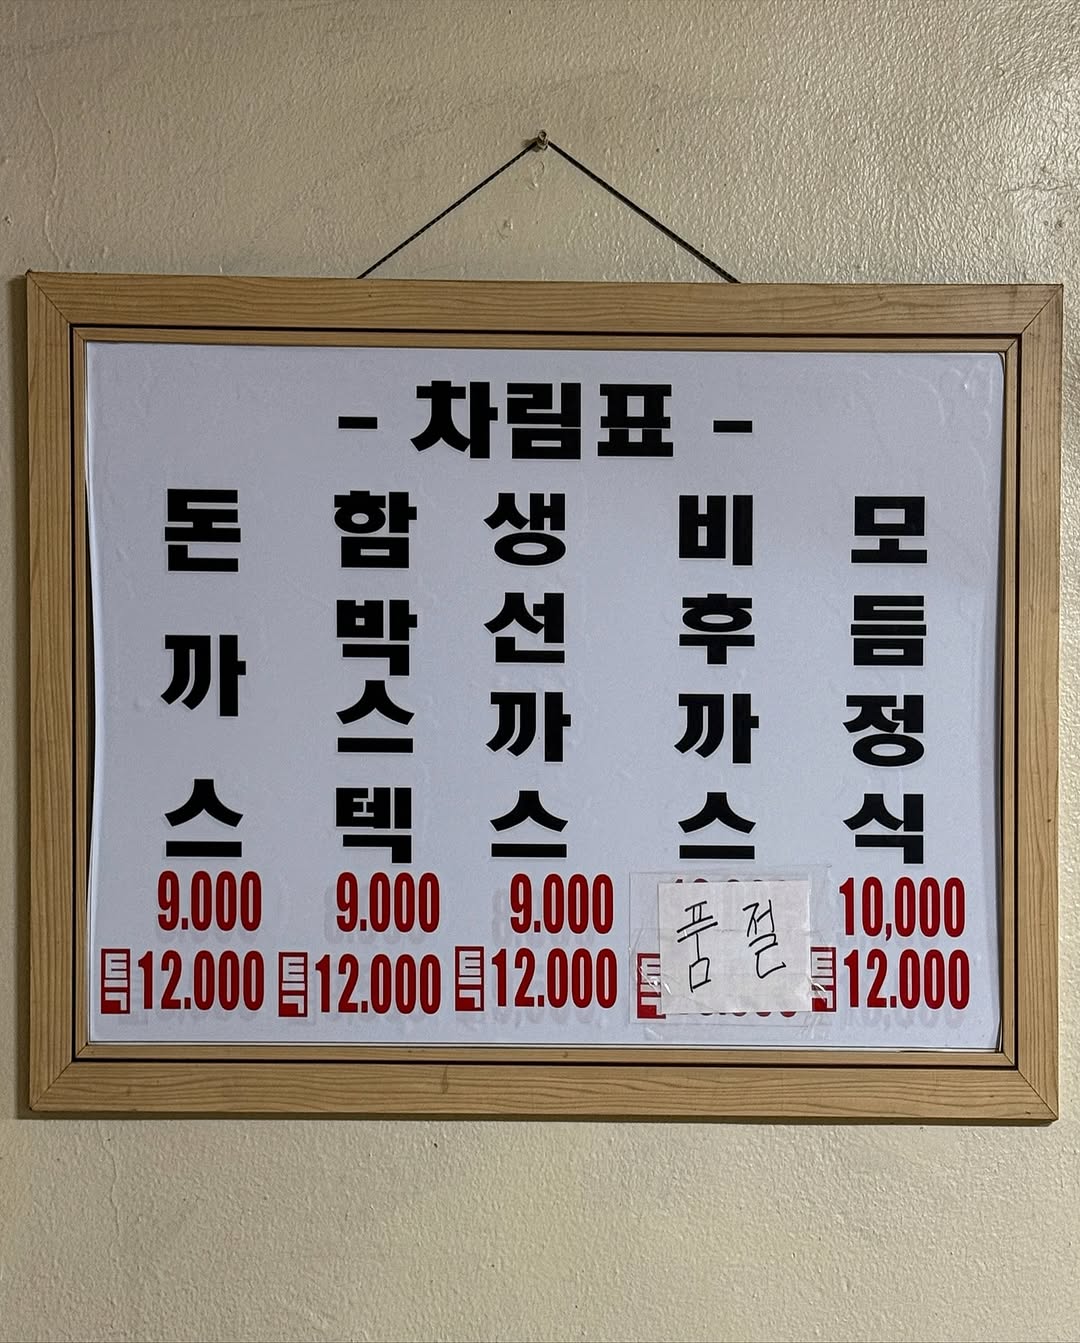 - 차림표 -
돈까스
9.000
특 12.000
함박스텍
9.000
특 12.000
생선까스
9.000
특 12.000
비후까스
품절
특
모듬정식
10,000
특 12.000